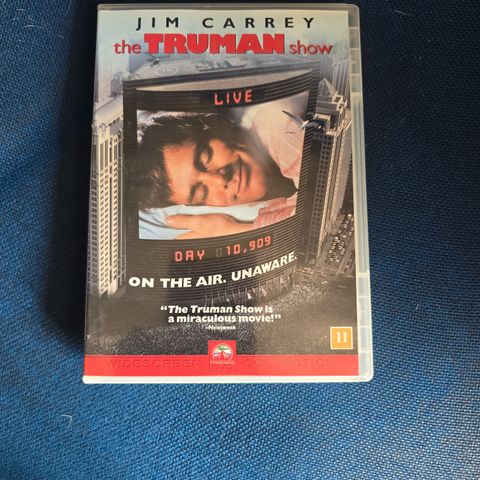 JIM CARREY
the TRUMAN show
LIVE
DAY 10,909
ON THE AIR. UNAWARE.
"The Truman Show is
a miraculous movie!"
–Newsweek
11
WIDESCREEN COLLECTION